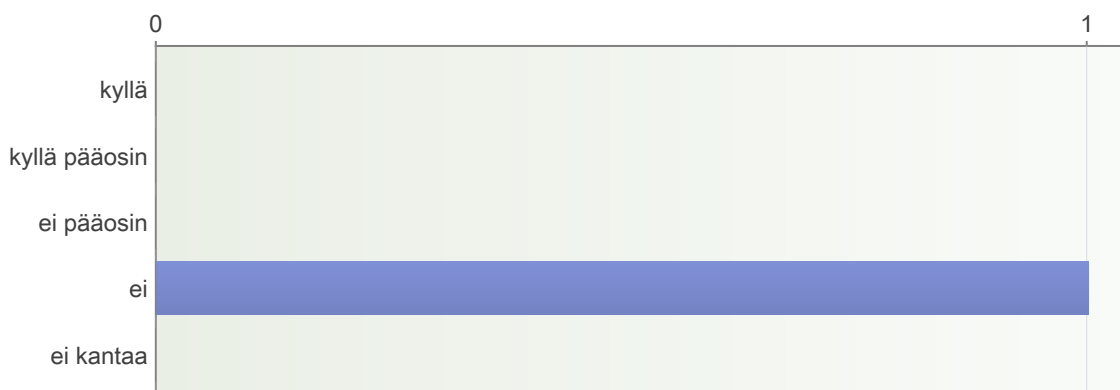 0 1
kyllä
kyllä pääosin
ei pääosin
ei
ei kantaa